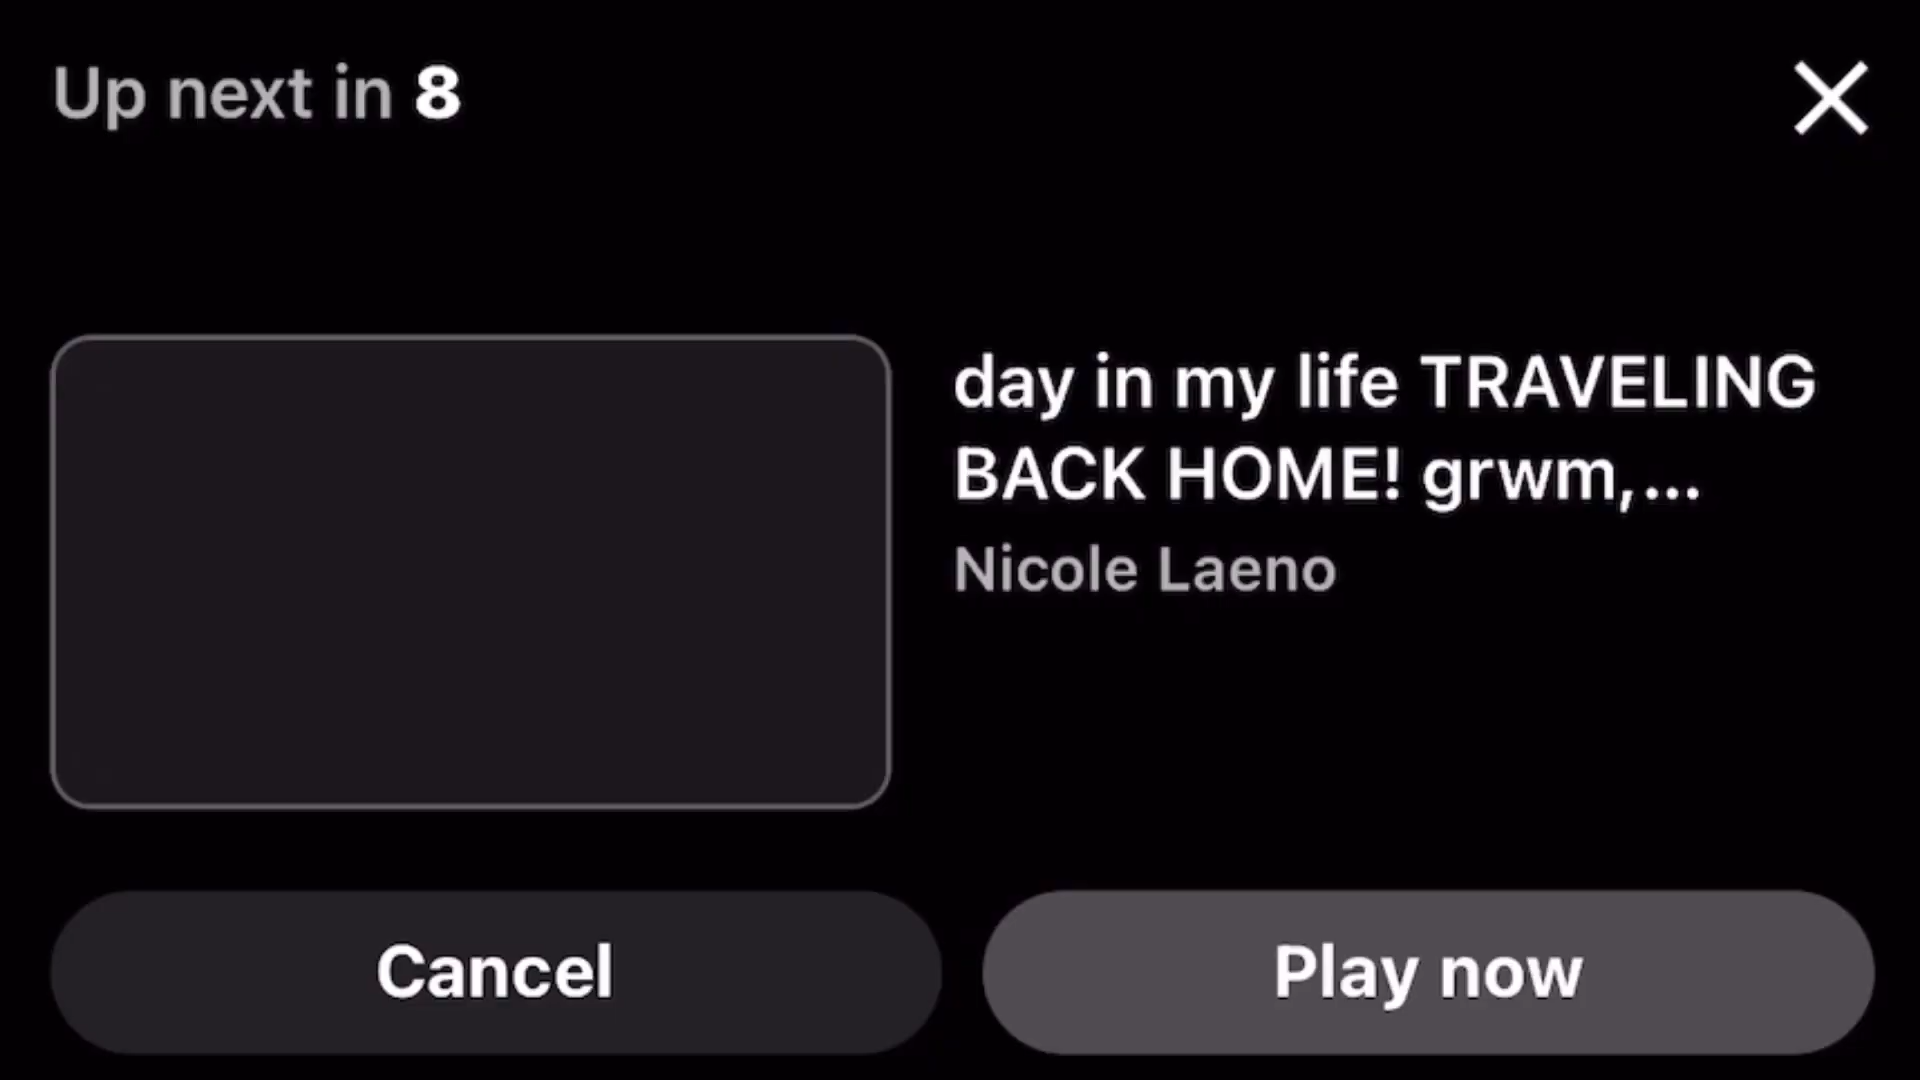 Up next in 8
day in my life TRAVELING
BACK HOME! grwm,...
Nicole Laeno
Cancel
Play now